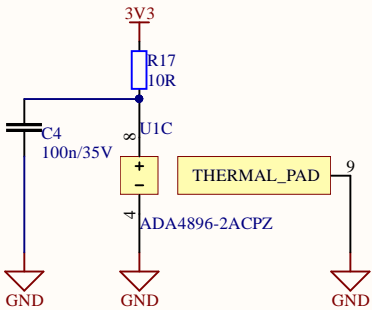 3V3
R17
10R
C4
100n/35V
8
U1C
+
-
4
ADA4896-2ACPZ
THERMAL_PAD
9
GND
GND
GND